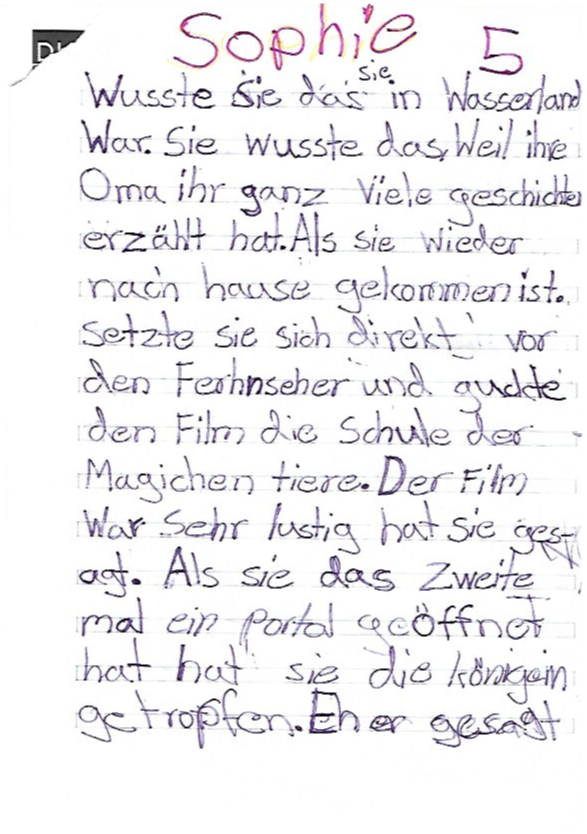 Sophie 5
Wusste sie das sie in Wasserland
War. Sie wusste das, Weil ihre
Oma ihr ganz Viele geschichten
erzählt hat. Als sie wieder
nach hause gekommen ist.
Setzte sie sich direkt vor
den Ferhnseher und guckte
den Film die Schule der
Magichen tiere. Der Film
War Sehr lustig hat sie ges-
agt. Als sie das Zweite
mal ein Portal geöffnet
hat hat sie die königein
getropfen. Eh er gesagt